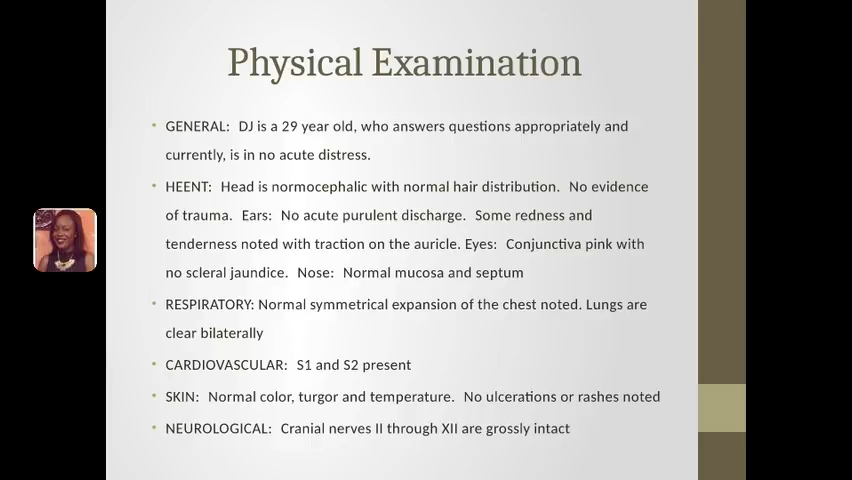 Physical Examination
• GENERAL: DJ is a 29 year old, who answers questions appropriately and
currently, is in no acute distress.
• HEENT: Head is normocephalic with normal hair distribution. No evidence
of trauma. Ears: No acute purulent discharge. Some redness and
tenderness noted with traction on the auricle. Eyes: Conjunctiva pink with
no scleral jaundice. Nose: Normal mucosa and septum
• RESPIRATORY: Normal symmetrical expansion of the chest noted. Lungs are
clear bilaterally
• CARDIOVASCULAR: S1 and S2 present
• SKIN: Normal color, turgor and temperature. No ulcerations or rashes noted
• NEUROLOGICAL: Cranial nerves II through XII are grossly intact